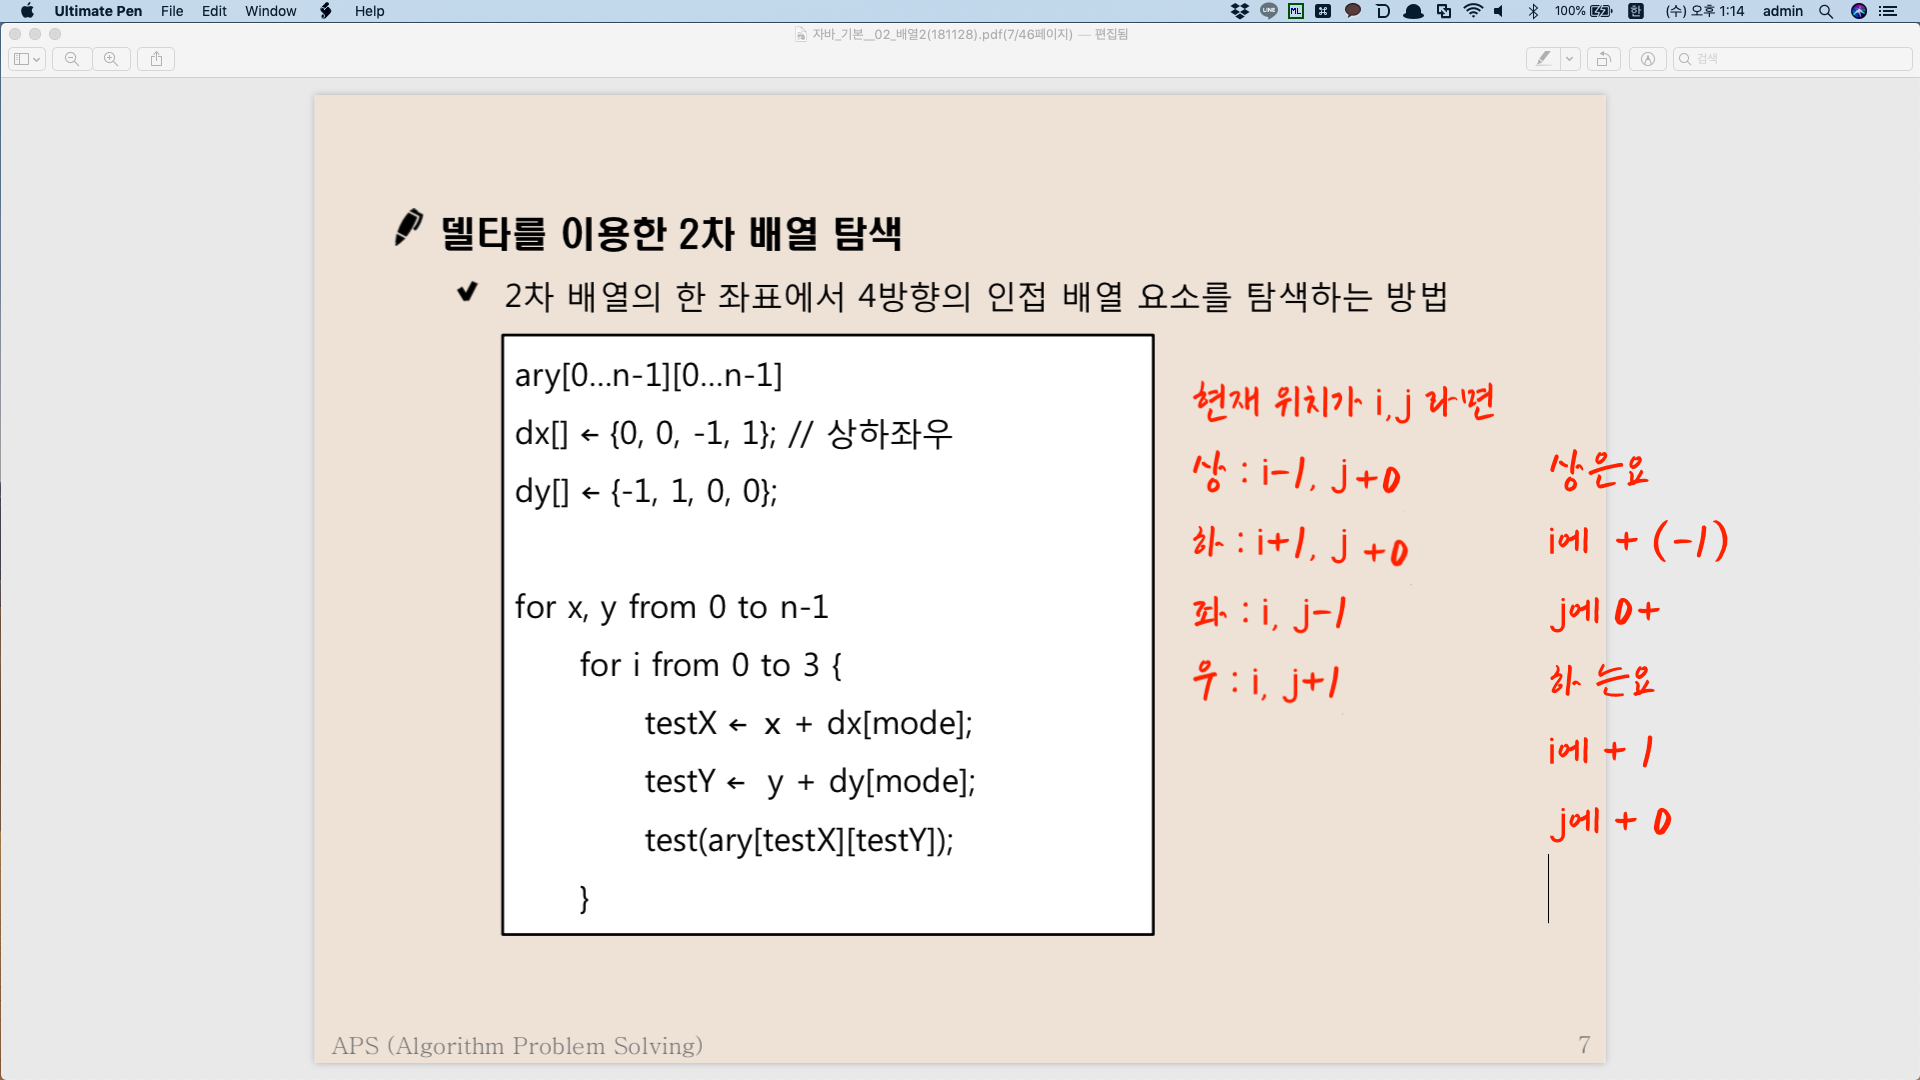 Ultimate Pen File Edit Window Help 100% 한 (수) 오후 1:14 admin
자바_기본__02_배열2(181128).pdf(7/46페이지) — 편집됨
검색
델타를 이용한 2차 배열 탐색
2차 배열의 한 좌표에서 4방향의 인접 배열 요소를 탐색하는 방법
ary[0...n-1][0...n-1]
dx[] ← {0, 0, -1, 1}; // 상하좌우
dy[] ← {-1, 1, 0, 0};
for x, y from 0 to n-1
for i from 0 to 3 {
testX ← x + dx[mode];
testY ← y + dy[mode];
test(ary[testX][testY]);
}
현재 위치가 i,j 라면
상 : i-1, j+0
하 : i+1, j +0
좌 : i, j-1
우 : i, j+1
상은요
i에 + (-1)
j에 0+
하 는요
i에 + 1
j에 + 0
APS (Algorithm Problem Solving)
7